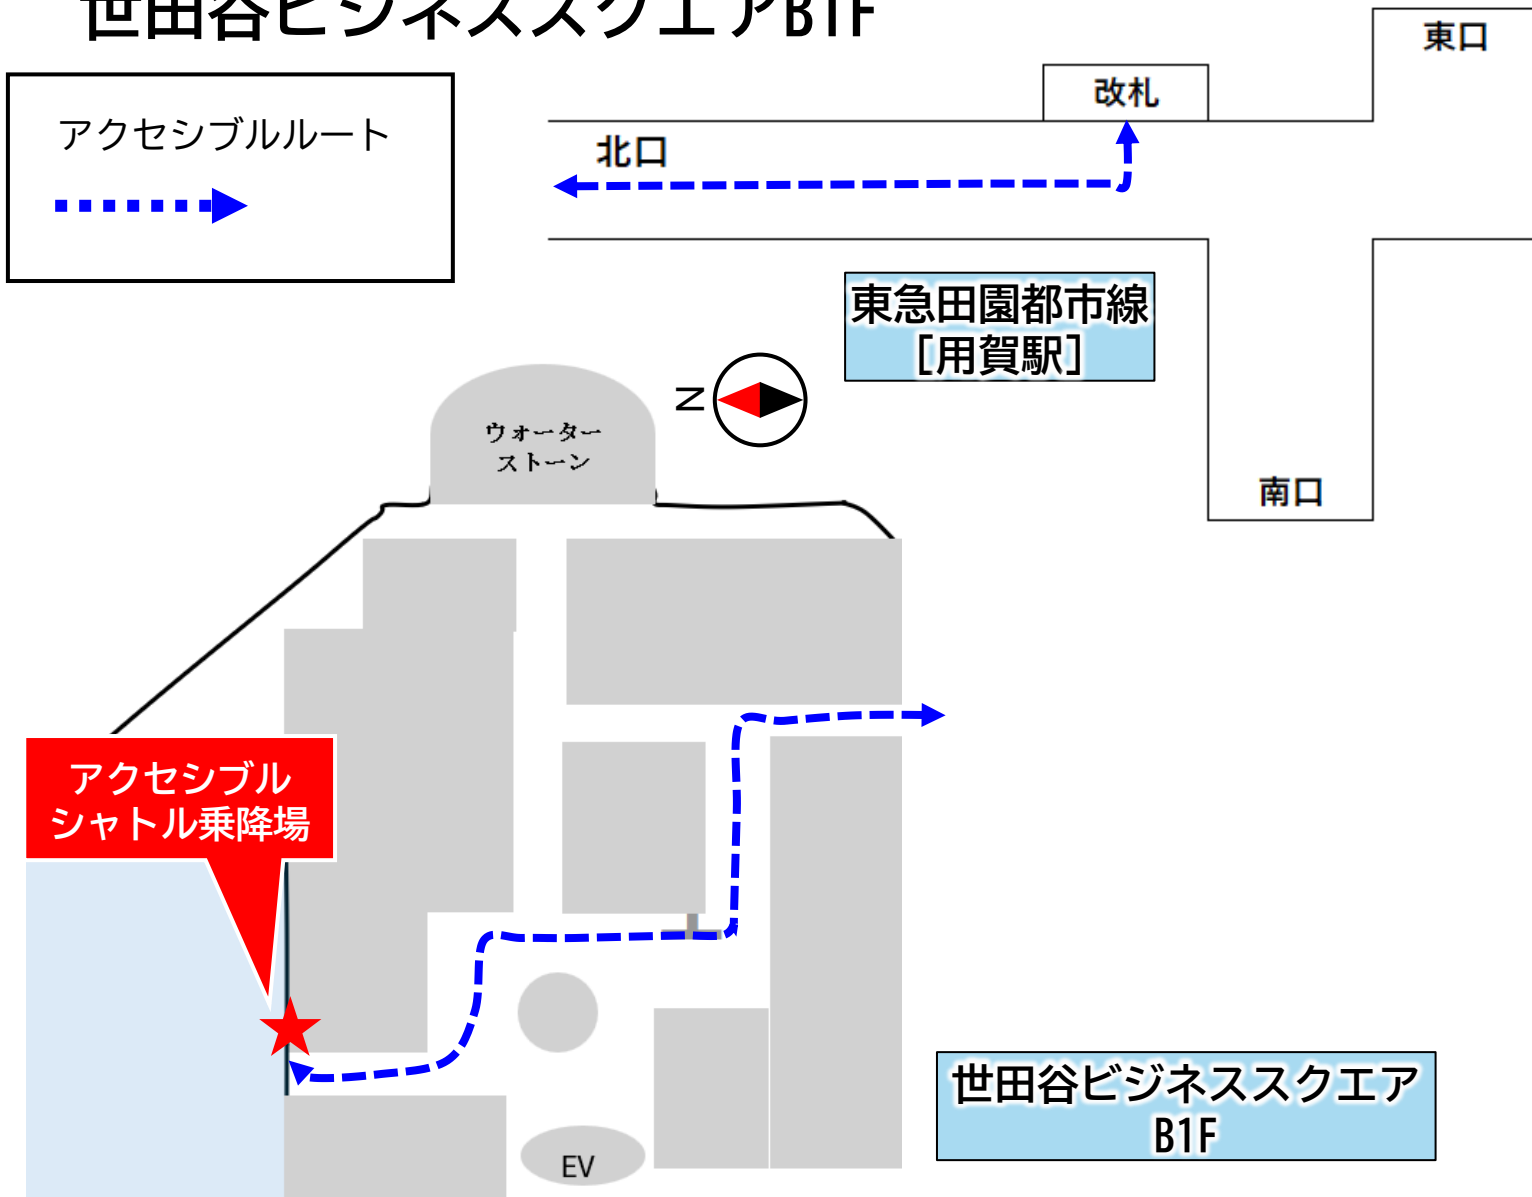 世田谷ビジネススクエアB1F
東口
改札
アクセシブルルート
北口
東急田園都市線
[用賀駅]
N
ウォーター
ストーン
南口
アクセシブル
シャトル乗降場
世田谷ビジネススクエア
B1F
EV